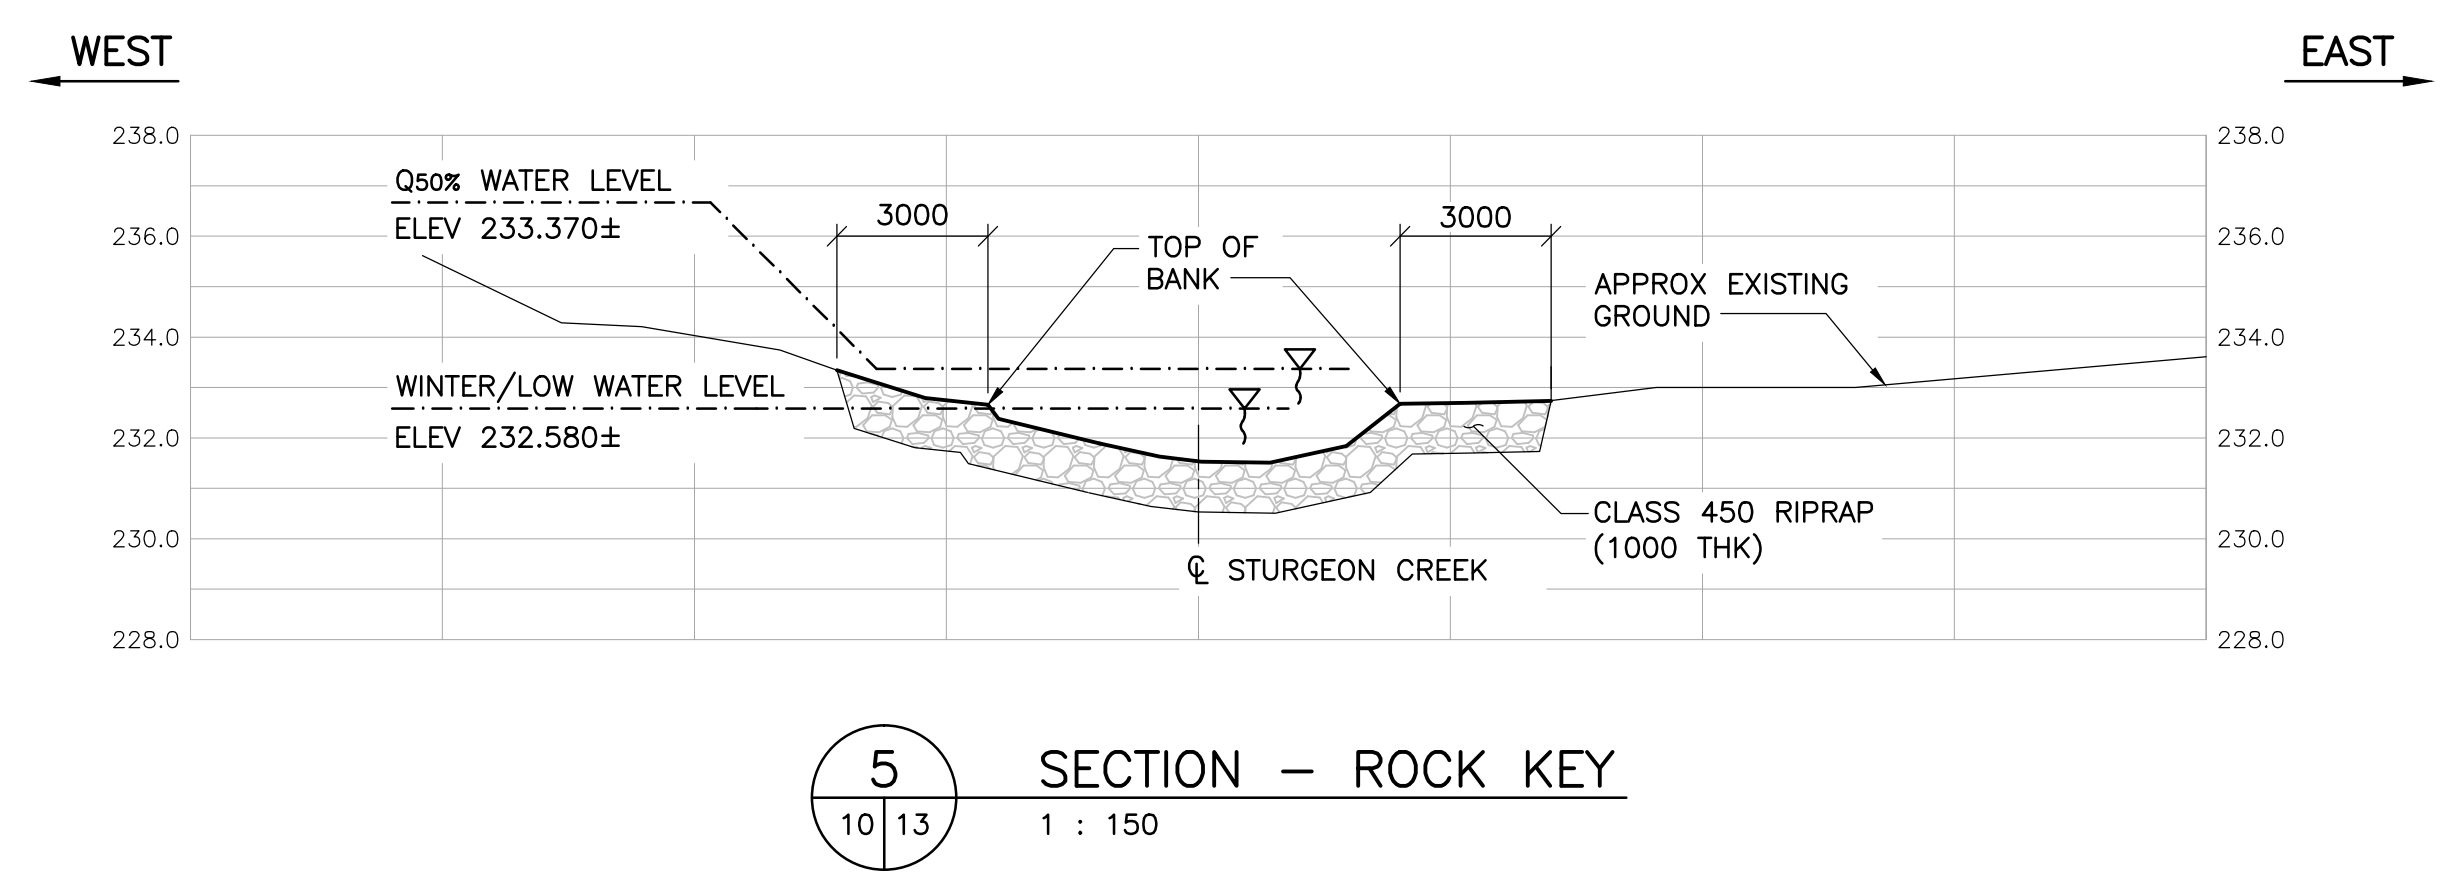 WEST
EAST
238.0
238.0
Q50% WATER LEVEL
ELEV 233.370±
3000
3000
TOP OF
BANK
236.0
236.0
APPROX EXISTING
GROUND
234.0
234.0
WINTER/LOW WATER LEVEL
ELEV 232.580±
232.0
232.0
CLASS 450 RIPRAP
(1000 THK)
230.0
230.0
℄ STURGEON CREEK
228.0
228.0
5
10 13
SECTION – ROCK KEY
1 : 150